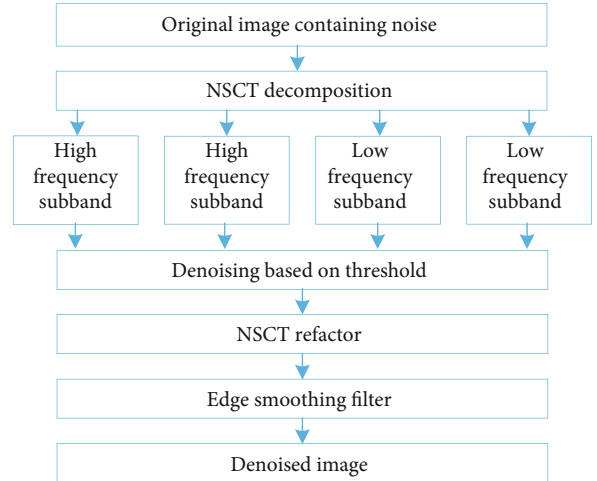 Original image containing noise
NSCT decomposition
High
frequency
subband
High
frequency
subband
Low
frequency
subband
Low
frequency
subband
Denoising based on threshold
NSCT refactor
Edge smoothing filter
Denoised image